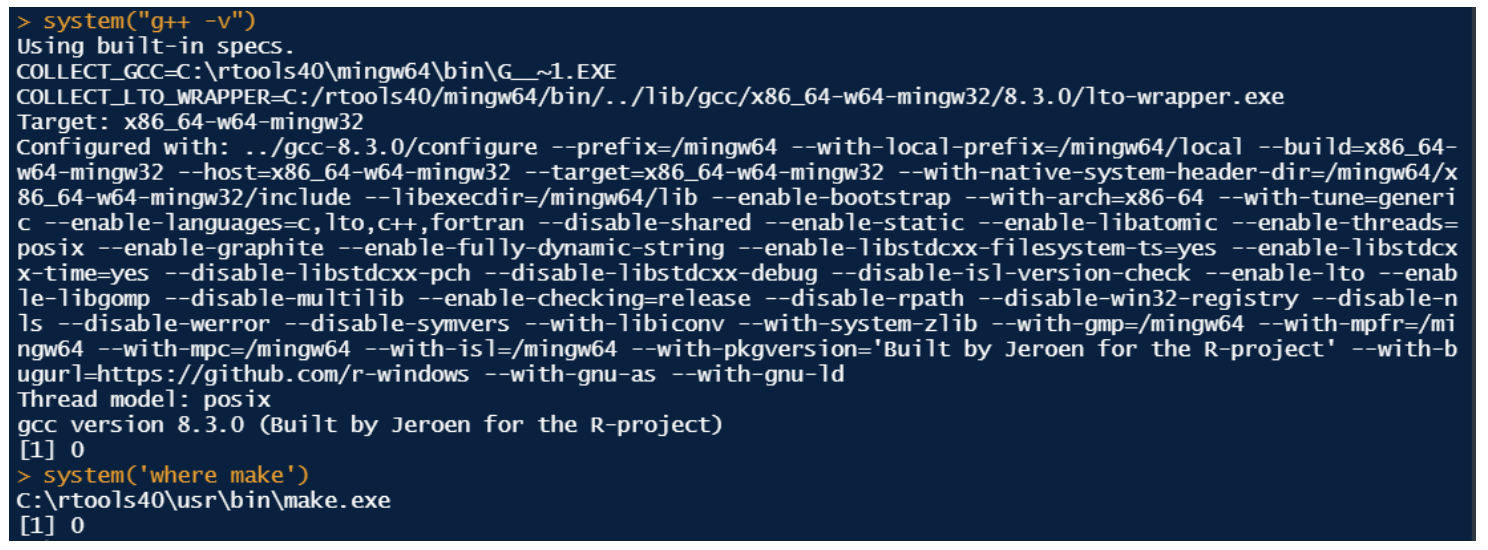 > system("g++ -v")
Using built-in specs.
COLLECT_GCC=C:\rtools40\mingw64\bin\G__~1.EXE
COLLECT_LTO_WRAPPER=C:/rtools40/mingw64/bin/../lib/gcc/x86_64-w64-mingw32/8.3.0/lto-wrapper.exe
Target: x86_64-w64-mingw32
Configured with: ../gcc-8.3.0/configure --prefix=/mingw64 --with-local-prefix=/mingw64/local --build=x86_64-
w64-mingw32 --host=x86_64-w64-mingw32 --target=x86_64-w64-mingw32 --with-native-system-header-dir=/mingw64/x
86_64-w64-mingw32/include --libexecdir=/mingw64/lib --enable-bootstrap --with-arch=x86-64 --with-tune=generi
c --enable-languages=c,lto,c++,fortran --disable-shared --enable-static --enable-libatomic --enable-threads=
posix --enable-graphite --enable-fully-dynamic-string --enable-libstdcxx-filesystem-ts=yes --enable-libstdcx
x-time=yes --disable-libstdcxx-pch --disable-libstdcxx-debug --disable-isl-version-check --enable-lto --enab
le-libgomp --disable-multilib --enable-checking=release --disable-rpath --disable-win32-registry --disable-n
ls --disable-werror --disable-symvers --with-libiconv --with-system-zlib --with-gmp=/mingw64 --with-mpfr=/mi
ngw64 --with-mpc=/mingw64 --with-isl=/mingw64 --with-pkgversion='Built by Jeroen for the R-project' --with-b
ugurl=https://github.com/r-windows --with-gnu-as --with-gnu-ld
Thread model: posix
gcc version 8.3.0 (Built by Jeroen for the R-project)
[1] 0
> system('where make')
C:\rtools40\usr\bin\make.exe
[1] 0